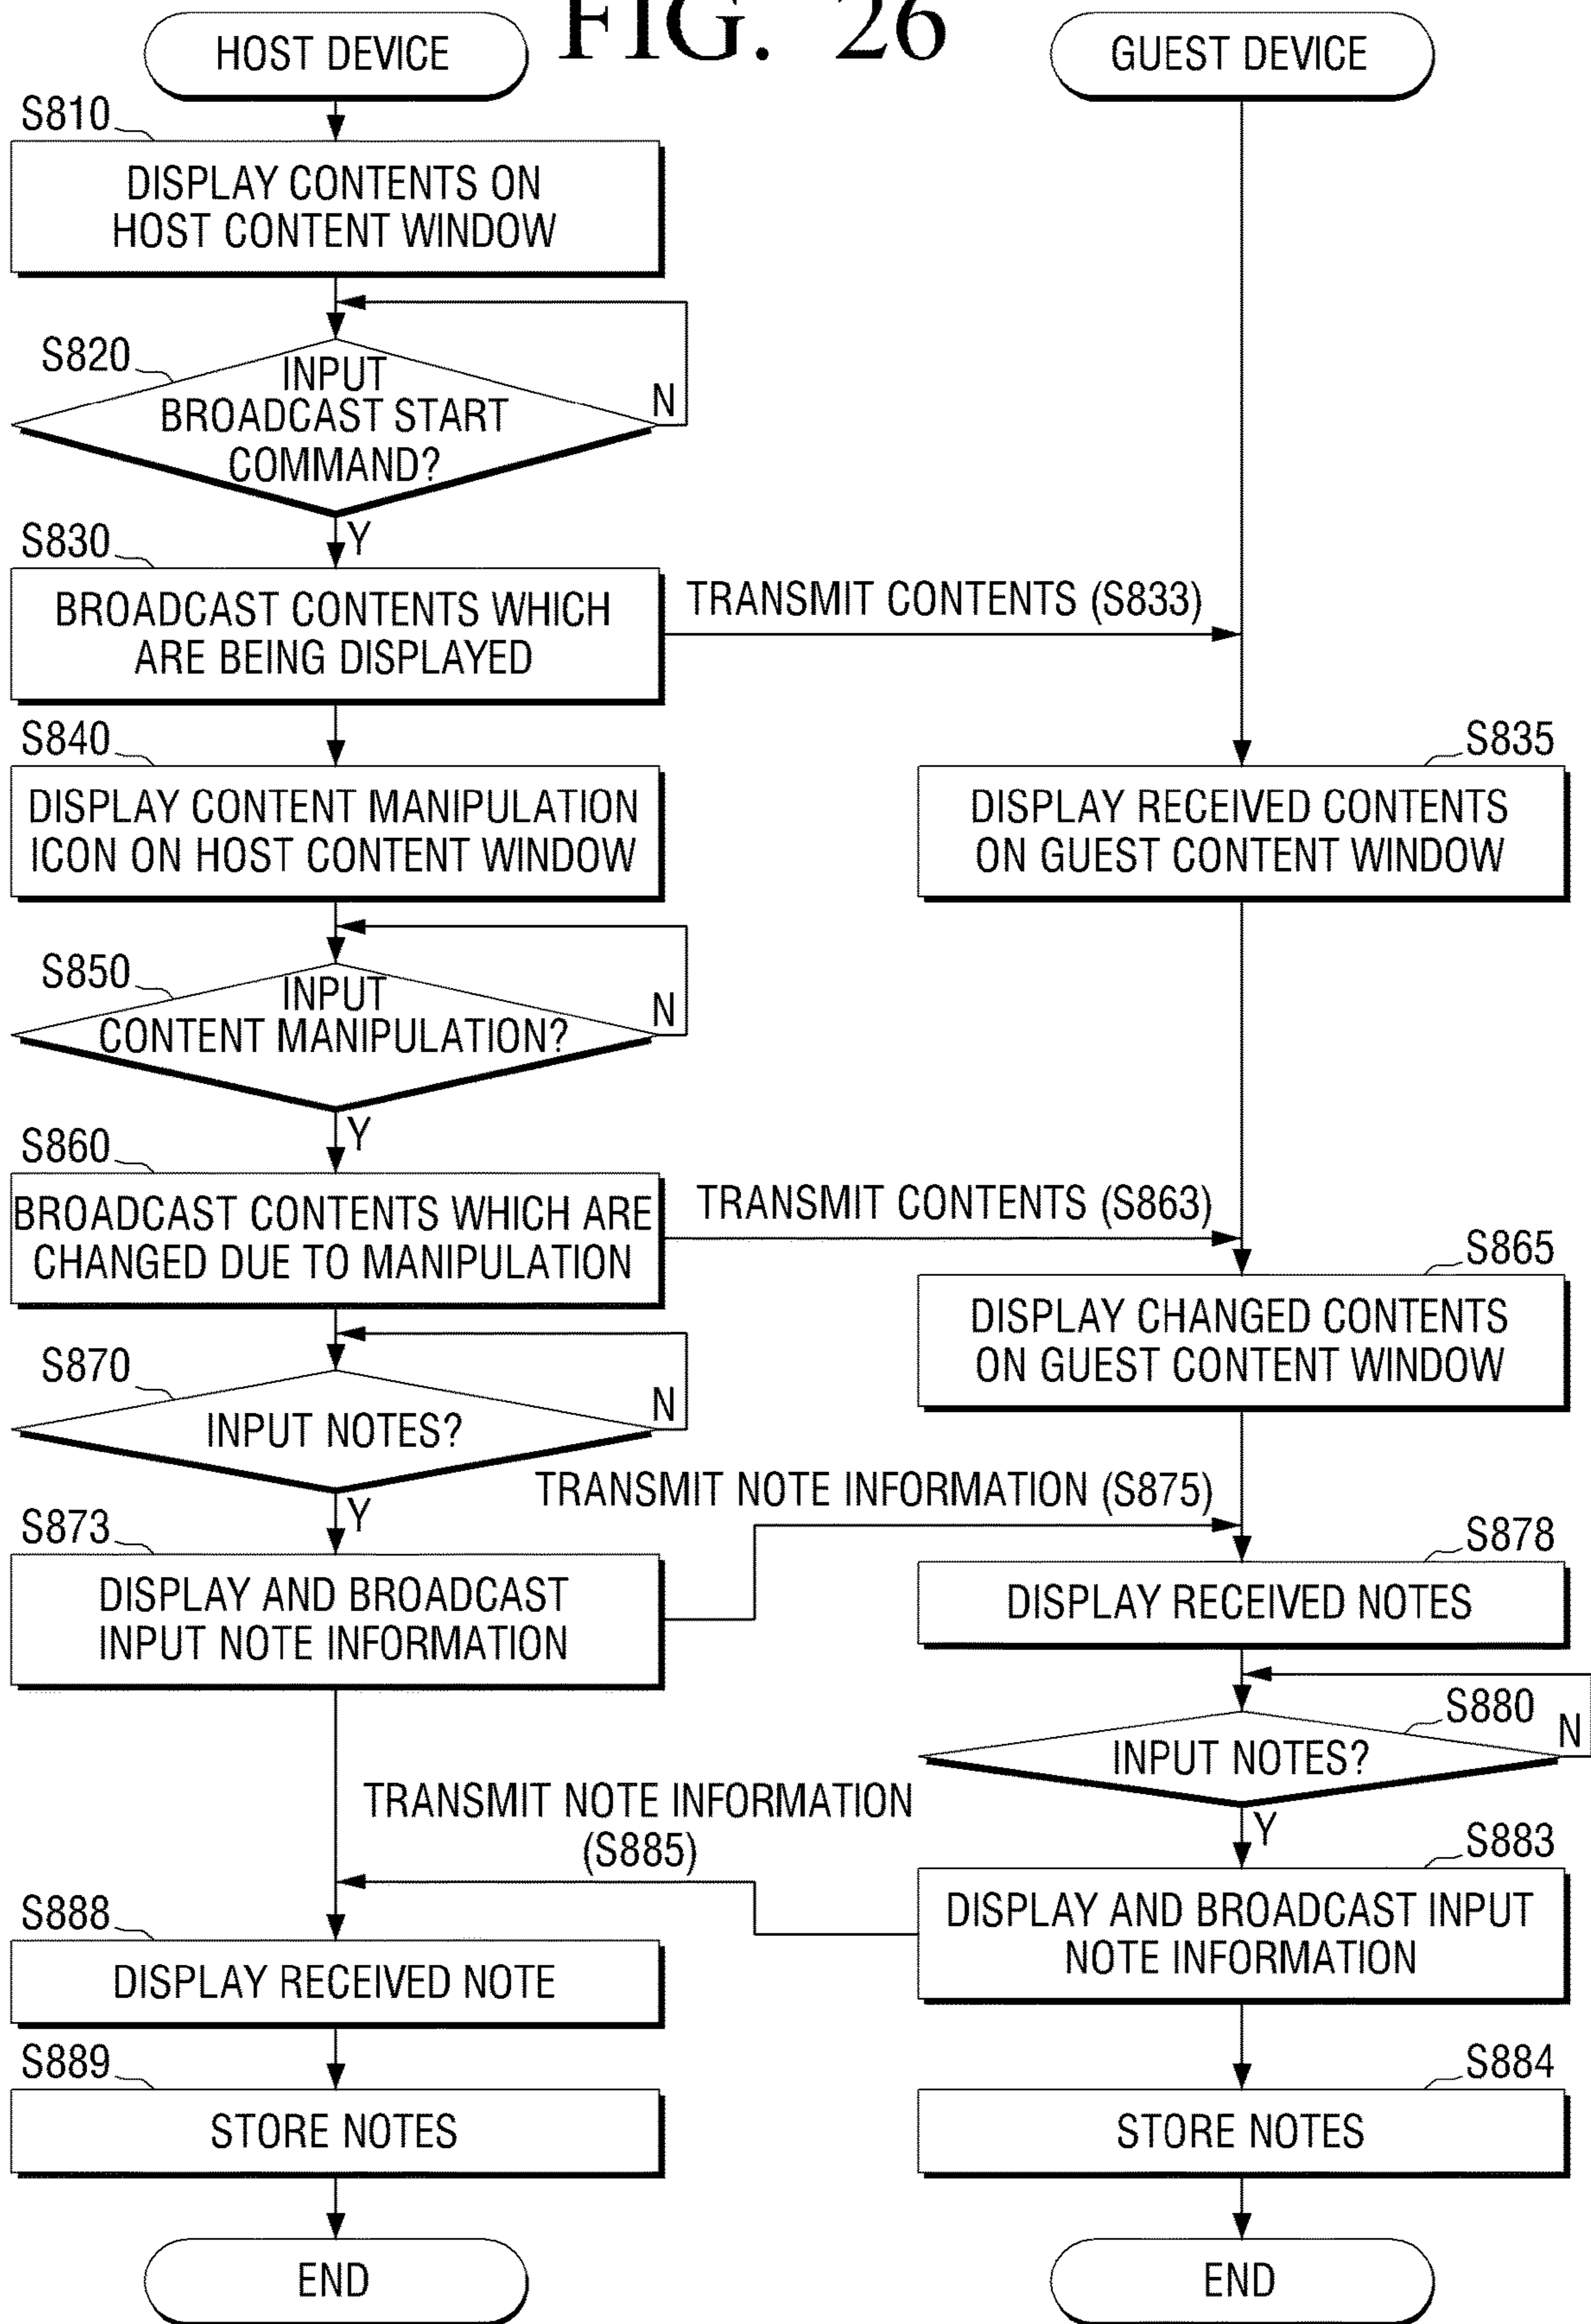 FIG. 26
HOST DEVICE
GUEST DEVICE
S810
DISPLAY CONTENTS ON
HOST CONTENT WINDOW
S820
INPUT
BROADCAST START
COMMAND?
N
Y
S830
BROADCAST CONTENTS WHICH
ARE BEING DISPLAYED
TRANSMIT CONTENTS (S833)
S840
DISPLAY CONTENT MANIPULATION
ICON ON HOST CONTENT WINDOW
S835
DISPLAY RECEIVED CONTENTS
ON GUEST CONTENT WINDOW
S850
INPUT
CONTENT MANIPULATION?
N
Y
S860
BROADCAST CONTENTS WHICH ARE
CHANGED DUE TO MANIPULATION
TRANSMIT CONTENTS (S863)
S865
DISPLAY CHANGED CONTENTS
ON GUEST CONTENT WINDOW
S870
INPUT NOTES?
N
Y
TRANSMIT NOTE INFORMATION (S875)
S873
DISPLAY AND BROADCAST
INPUT NOTE INFORMATION
S878
DISPLAY RECEIVED NOTES
S880
INPUT NOTES?
N
Y
TRANSMIT NOTE INFORMATION
(S885)
S883
DISPLAY AND BROADCAST INPUT
NOTE INFORMATION
S888
DISPLAY RECEIVED NOTE
S889
STORE NOTES
S884
STORE NOTES
END
END